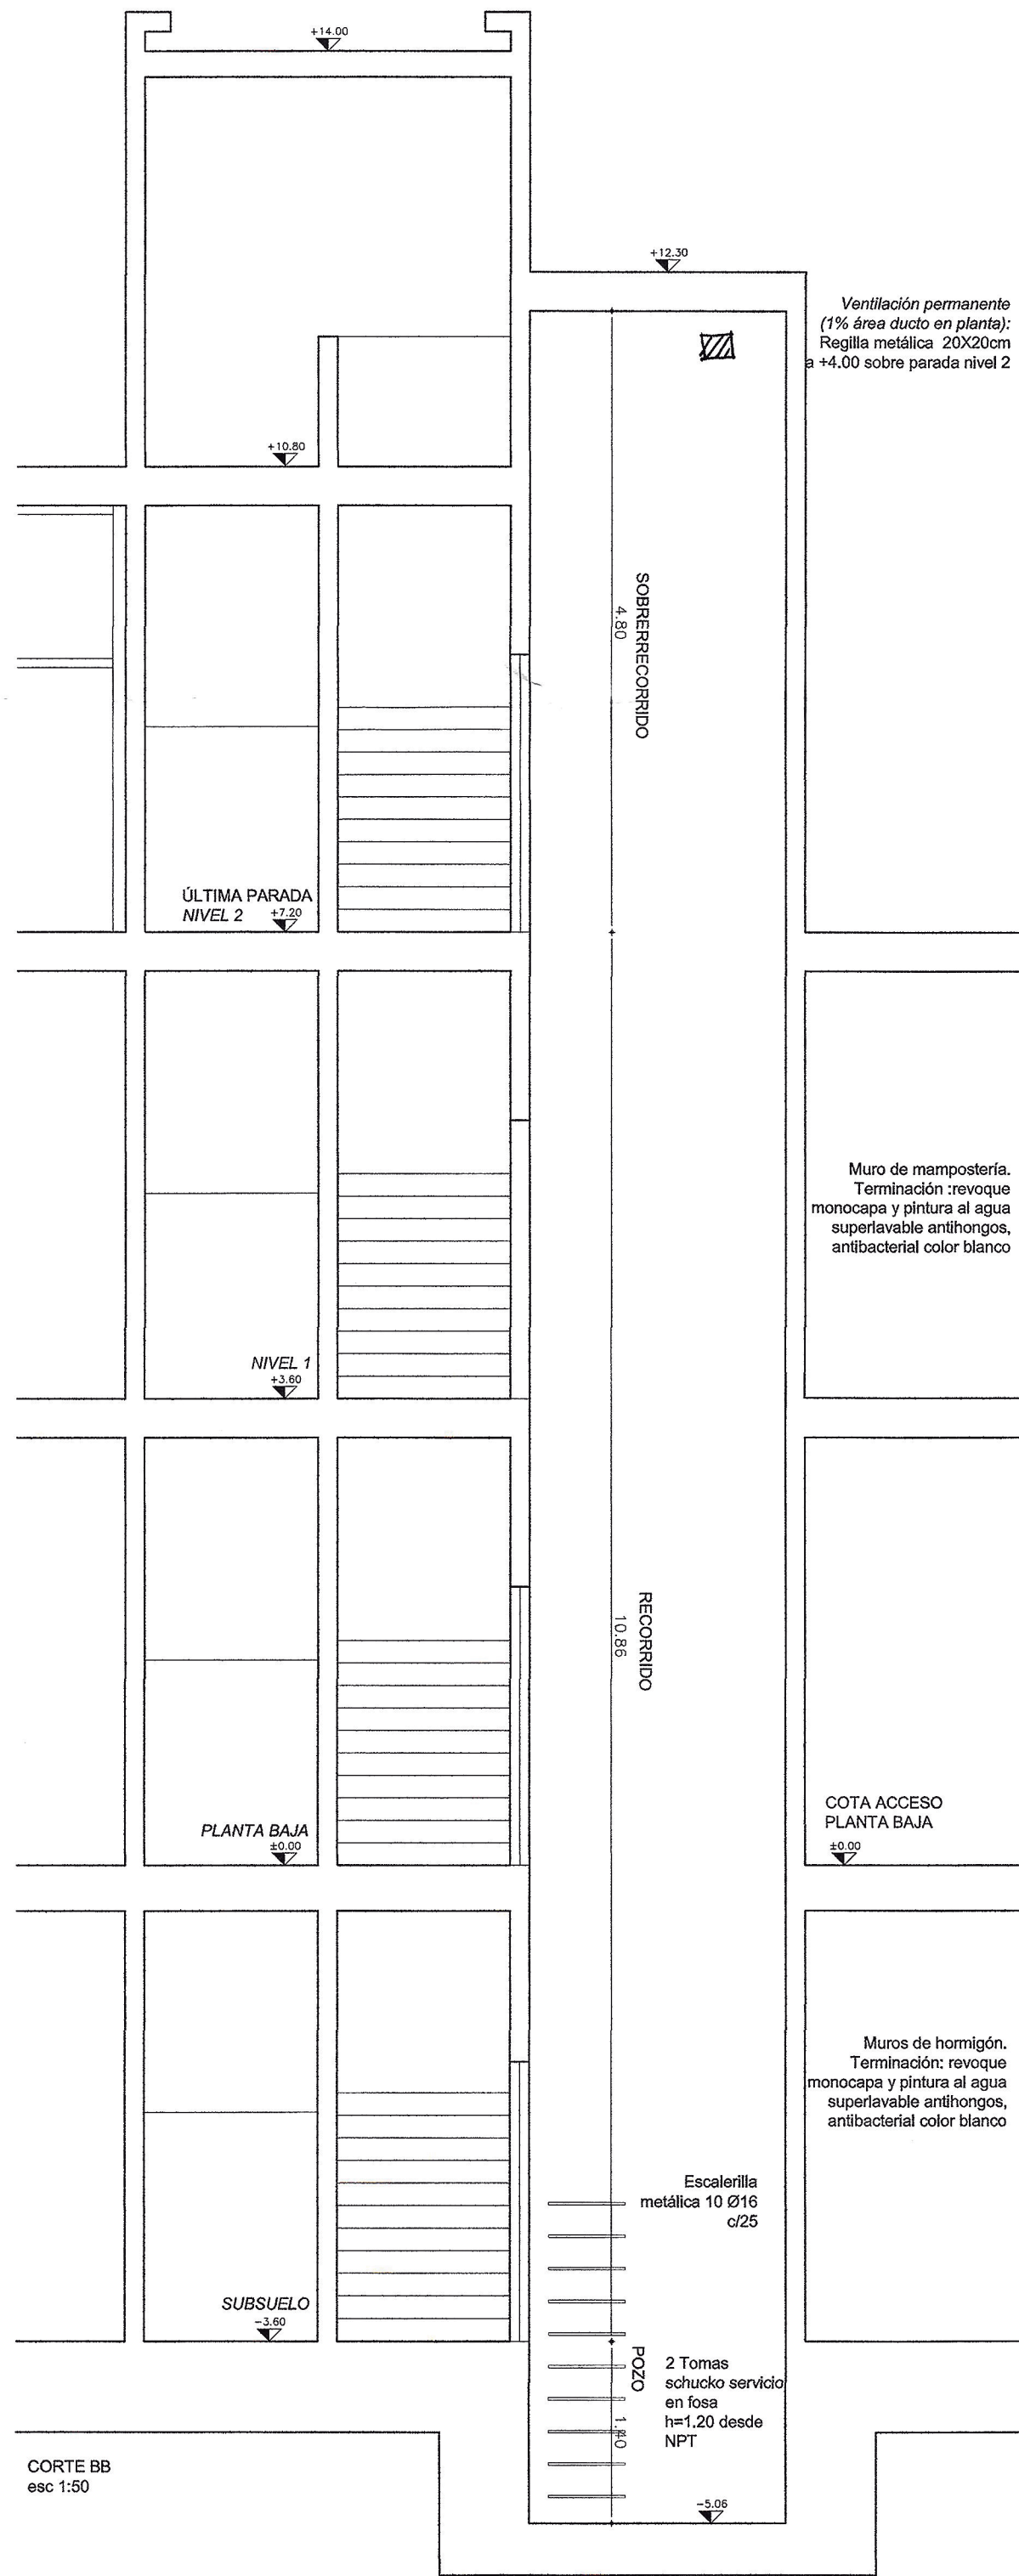 +14.00
+12.30
Ventilación permanente
(1% área ducto en planta):
Regilla metálica 20X20cm
a +4.00 sobre parada nivel 2
+10.80
SOBRERRECORRIDO
4.80
ÚLTIMA PARADA
NIVEL 2 +7.20
Muro de mampostería.
Terminación :revoque
monocapa y pintura al agua
superlavable antihongos,
antibacterial color blanco
NIVEL 1
+3.60
RECORRIDO
10.86
COTA ACCESO
PLANTA BAJA
±0.00
PLANTA BAJA
±0.00
Muros de hormigón.
Terminación: revoque
monocapa y pintura al agua
superlavable antihongos,
antibacterial color blanco
Escalerilla
metálica 10 Ø16
c/25
SUBSUELO
-3.60
POZO
1.40
2 Tomas
schucko servicio
en fosa
h=1.20 desde
NPT
CORTE BB
esc 1:50
-5.06